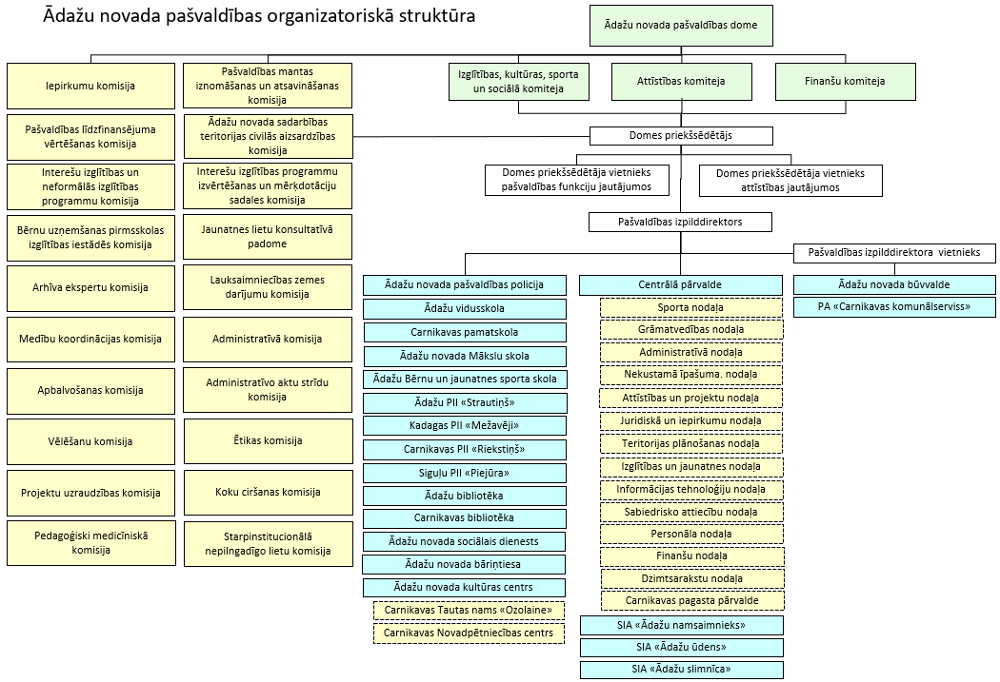 Ādažu novada pašvaldības organizatoriskā struktūra
Ādažu novada pašvaldības dome
Iepirkumu komisija
Pašvaldības mantas
iznomāšanas un atsavināšanas
komisija
Izglītības, kultūras, sporta
un sociālā komiteja
Attīstības komiteja
Finanšu komiteja
Pašvaldības līdzfinansējuma
vērtēšanas komisija
Ādažu novada sadarbības
teritorijas civilās aizsardzības
komisija
Domes priekšsēdētājs
Interešu izglītības un
neformālās izglītības
programmu komisija
Interešu izglītības programmu
izvērtēšanas un mērķdotāciju
sadales komisija
Domes priekšsēdētāja vietnieks
pašvaldības funkciju jautājumos
Domes priekšsēdētāja vietnieks
attīstības jautājumos
Bērnu uzņemšanas pirmsskolas
izglītības iestādēs komisija
Jaunatnes lietu konsultatīvā
padome
Pašvaldības izpilddirektors
Pašvaldības izpilddirektora vietnieks
Arhīva ekspertu komisija
Lauksaimniecības zemes
darījumu komisija
Medību koordinācijas komisija
Administratīvā komisija
Apbalvošanas komisija
Administratīvo aktu strīdu
komisija
Vēlēšanu komisija
Ētikas komisija
Projektu uzraudzības komisija
Koku ciršanas komisija
Pedagoģiski medicīniskā
komisija
Starpinstitucionālā
nepilngadīgo lietu komisija
Ādažu novada pašvaldības policija
Ādažu vidusskola
Carnikavas pamatskola
Ādažu novada Mākslu skola
Ādažu Bērnu un jaunatnes sporta skola
Ādažu PII «Strautiņš»
Kadagas PII «Mežavēji»
Carnikavas PII «Riekstiņš»
Siguļu PII «Piejūra»
Ādažu bibliotēka
Carnikavas bibliotēka
Ādažu novada sociālais dienests
Ādažu novada bāriņtiesa
Ādažu novada kultūras centrs
Carnikavas Tautas nams «Ozolaine»
Carnikavas Novadpētniecības centrs
Centrālā pārvalde
Sporta nodaļa
Grāmatvedības nodaļa
Administratīvā nodaļa
Nekustamā īpašuma. nodaļa
Attīstības un projektu nodaļa
Juridiskā un iepirkumu nodaļa
Teritorijas plānošanas nodaļa
Izglītības un jaunatnes nodaļa
Informācijas tehnoloģiju nodaļa
Sabiedrisko attiecību nodaļa
Personāla nodaļa
Finanšu nodaļa
Dzimtsarakstu nodaļa
Carnikavas pagasta pārvalde
SIA «Ādažu namsaimnieks»
SIA «Ādažu ūdens»
SIA «Ādažu slimnīca»
Ādažu novada būvvalde
PA «Carnikavas komunālserviss»